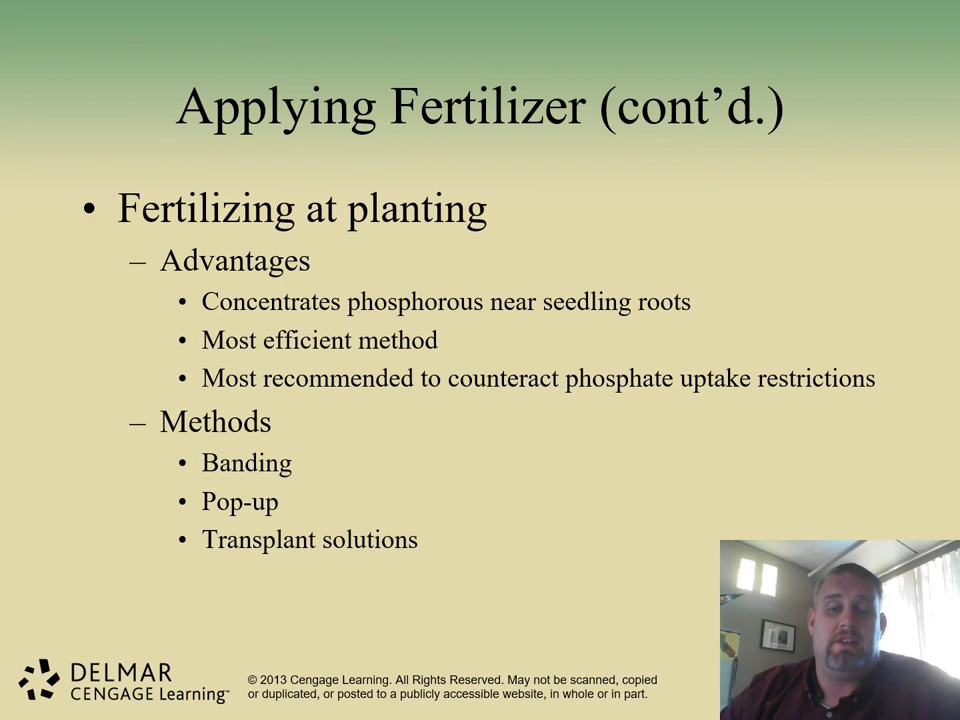 Applying Fertilizer (cont’d.)
• Fertilizing at planting
– Advantages
• Concentrates phosphorous near seedling roots
• Most efficient method
• Most recommended to counteract phosphate uptake restrictions
– Methods
• Banding
• Pop-up
• Transplant solutions
DELMAR
CENGAGE Learning™
© 2013 Cengage Learning. All Rights Reserved. May not be scanned, copied
or duplicated, or posted to a publicly accessible website, in whole or in part.